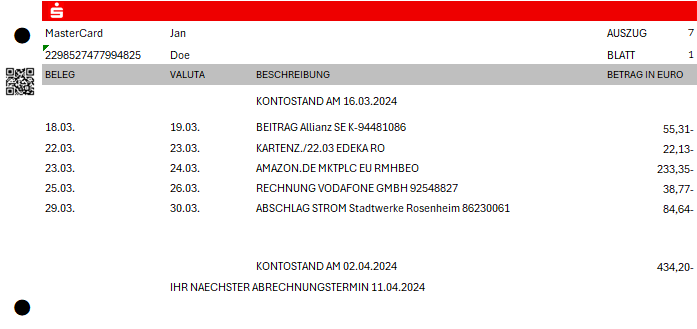 MasterCard Jan AUSZUG 7
2298527477994825 Doe BLATT 1
BELEG VALUTA BESCHREIBUNG BETRAG IN EURO
KONTOSTAND AM 16.03.2024
18.03. 19.03. BEITRAG Allianz SE K-94481086 55,31-
22.03. 23.03. KARTENZ./22.03 EDEKA RO 22,13-
23.03. 24.03. AMAZON.DE MKTPLC EU RMHBEO 233,35-
25.03. 26.03. RECHNUNG VODAFONE GMBH 92548827 38,77-
29.03. 30.03. ABSCHLAG STROM Stadtwerke Rosenheim 86230061 84,64-
KONTOSTAND AM 02.04.2024 434,20-
IHR NAECHSTER ABRECHNUNGSTERMIN 11.04.2024